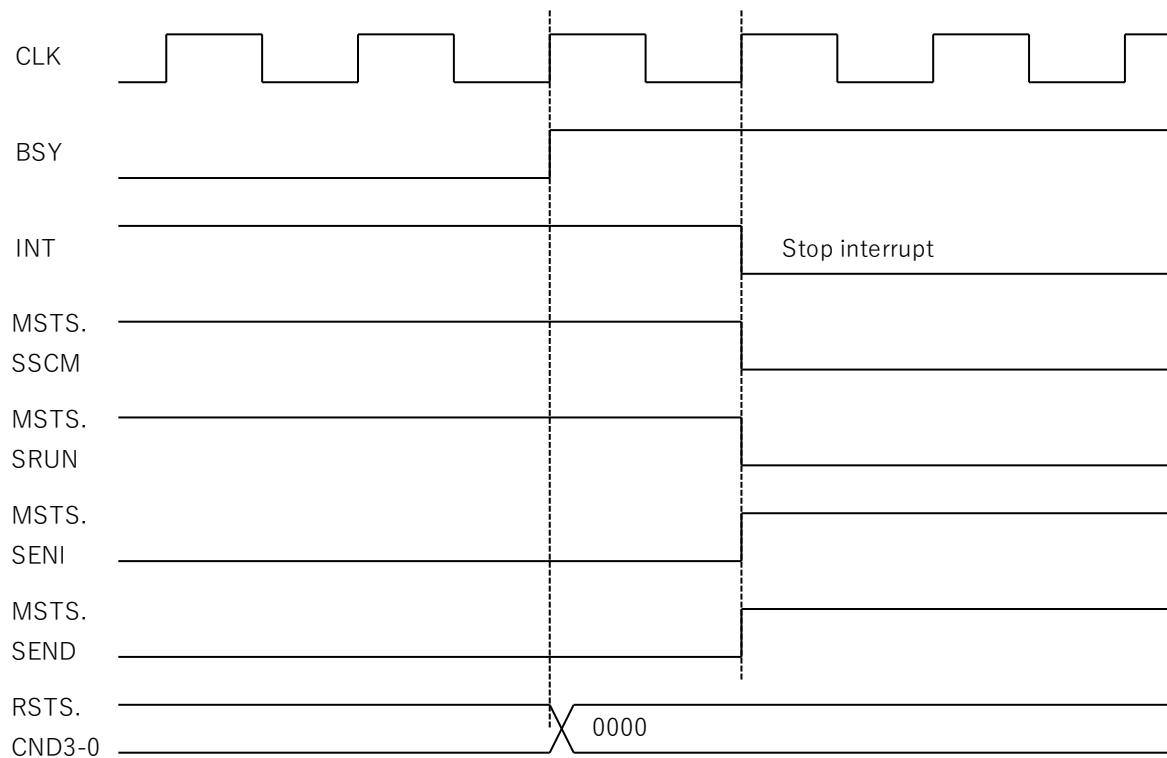 CLK
BSY
INT
Stop interrupt
MSTS.
SSCM
MSTS.
SRUN
MSTS.
SENI
MSTS.
SEND
RSTS.
0000
CND3-0